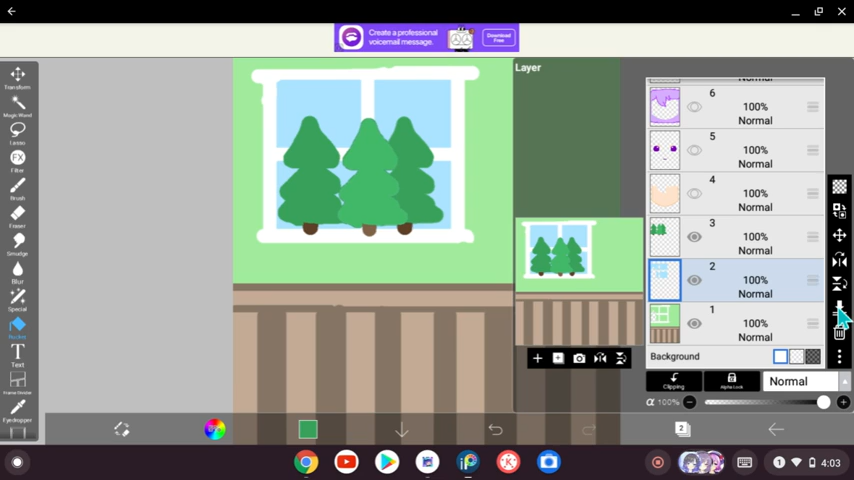 Create a professional
voicemail message.
Download
Free
Layer
Transform
Magic Wand
Lasso
FX
Filter
Brush
Eraser
Smudge
Blur
Special
Bucket
T
Text
Frame Divider
Eyedropper
Normal
6
100%
Normal
5
100%
Normal
4
100%
Normal
3
100%
Normal
2
100%
Normal
1
100%
Normal
Background
Clipping
Alpha Lock
Normal
α 100%
2
1
4:03